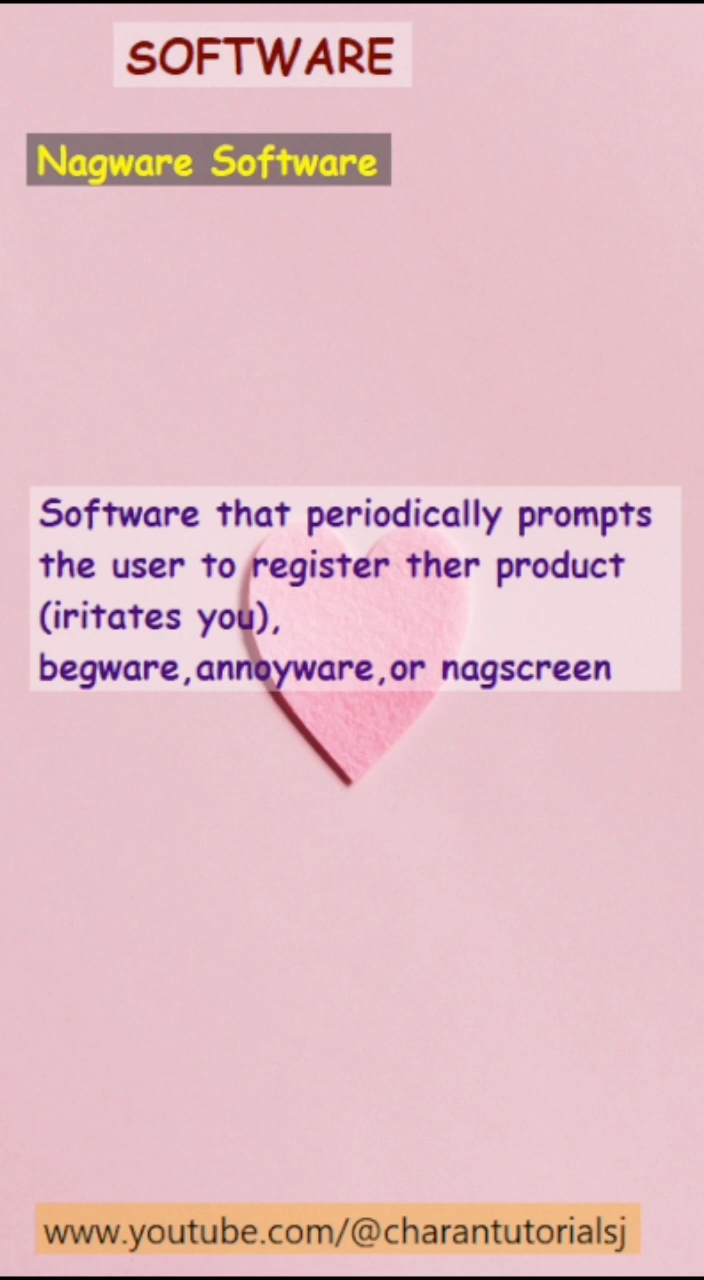 SOFTWARE
Nagware Software
Software that periodically prompts
the user to register ther product
(iritates you),
begware,annoyware,or nagscreen
www.youtube.com/@charantutorialsj